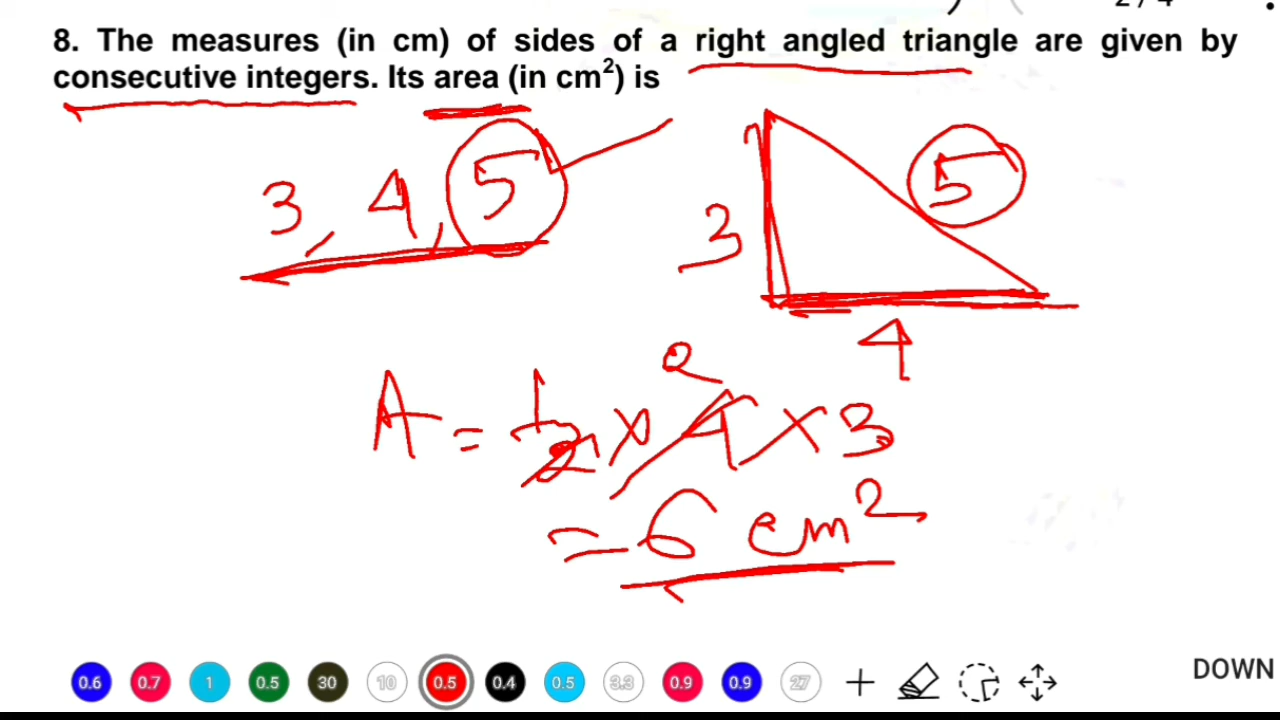 8. The measures (in cm) of sides of a right angled triangle are given by
consecutive integers. Its area (in cm²) is
3, 4, 5
5
3
4
2
A = 1/2 × 4 × 3
= 6 cm²
0.6 0.7 1 0.5 30 10 0.5 0.4 0.5 3.3 0.9 0.9 27
DOWN